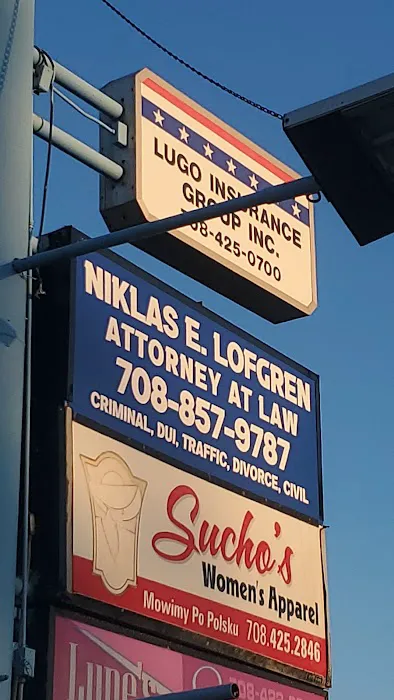 LUGO INSURANCE
GROUP INC.
08-425-0700
NIKLAS E. LOFGREN
ATTORNEY AT LAW
708-857-9787
CRIMINAL, DUI, TRAFFIC, DIVORCE, CIVIL
Sucho's
Women's Apparel
Mowimy Po Polsku 708.425.2846